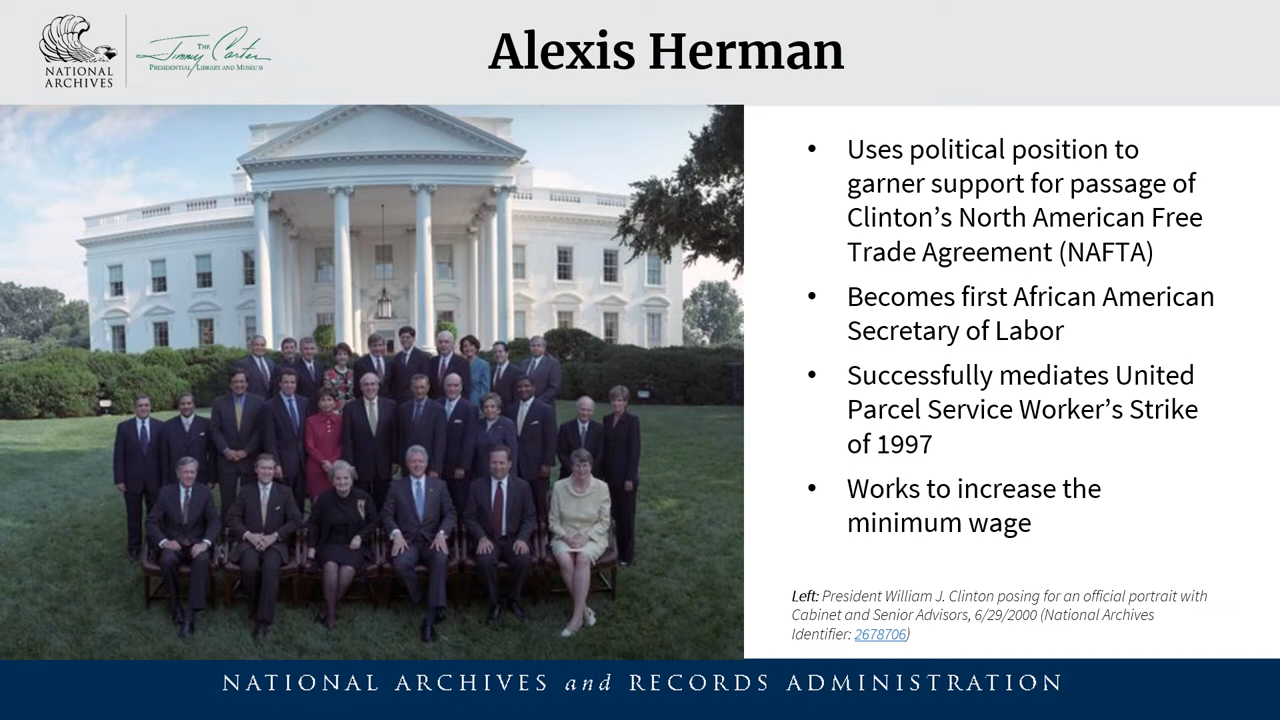 NATIONAL
ARCHIVES
THE
Jimmy Carter
PRESIDENTIAL LIBRARY AND MUSEUM
Alexis Herman
• Uses political position to
garner support for passage of
Clinton’s North American Free
Trade Agreement (NAFTA)
• Becomes first African American
Secretary of Labor
• Successfully mediates United
Parcel Service Worker’s Strike
of 1997
• Works to increase the
minimum wage
Left: President William J. Clinton posing for an official portrait with
Cabinet and Senior Advisors, 6/29/2000 (National Archives
Identifier: 2678706)
NATIONAL ARCHIVES and RECORDS ADMINISTRATION